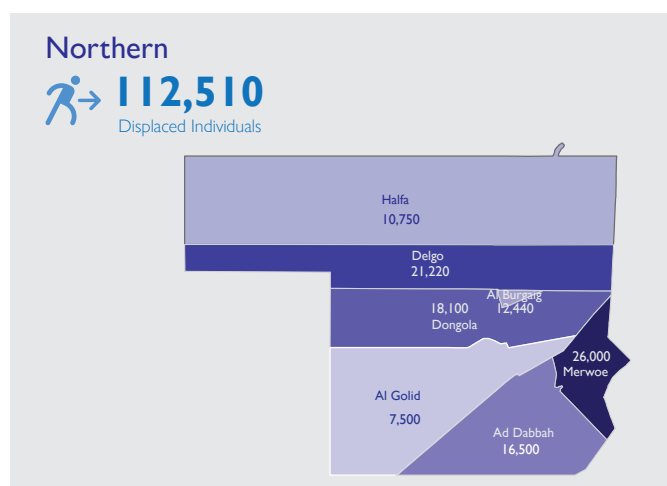 Northern
112,510
Displaced Individuals
Halfa
10,750
Delgo
21,220
Al Burgaig
18,100 12,440
Dongola
26,000
Merwoe
Al Golid
7,500
Ad Dabbah
16,500